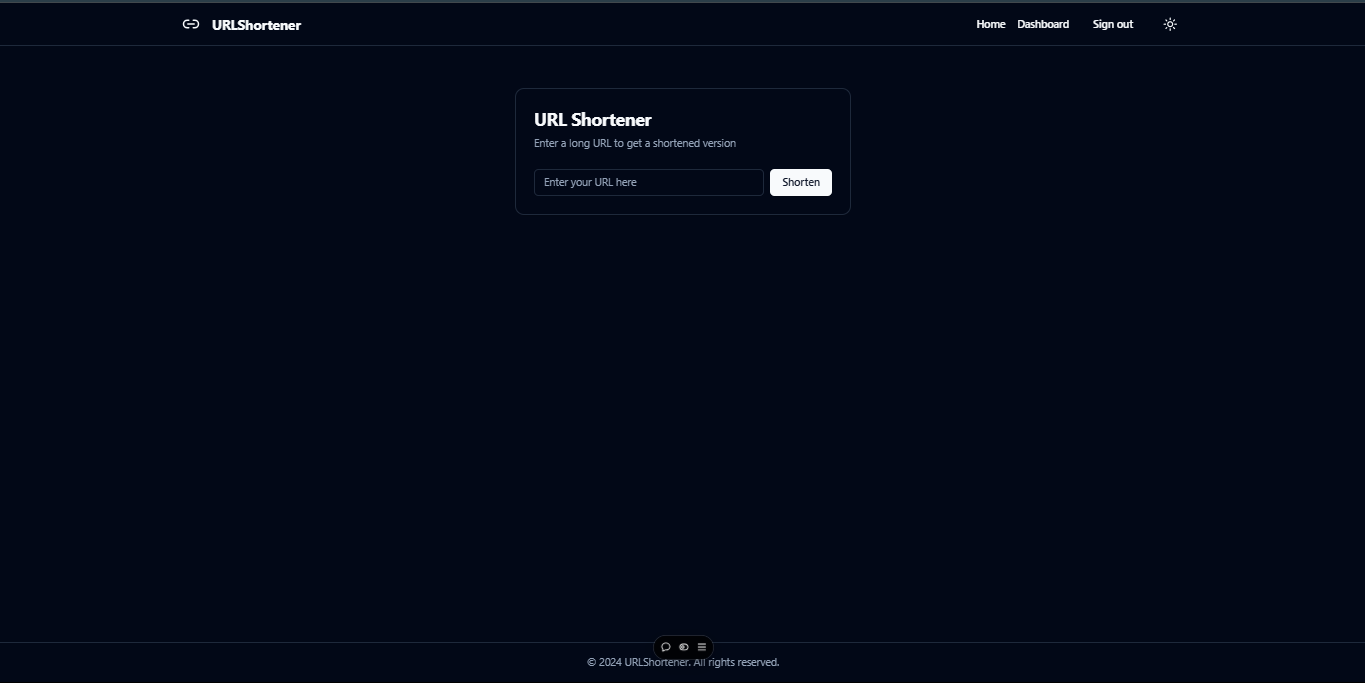 URLShortener
Home Dashboard Sign out
URL Shortener
Enter a long URL to get a shortened version
Enter your URL here Shorten
© 2024 URLShortener. All rights reserved.